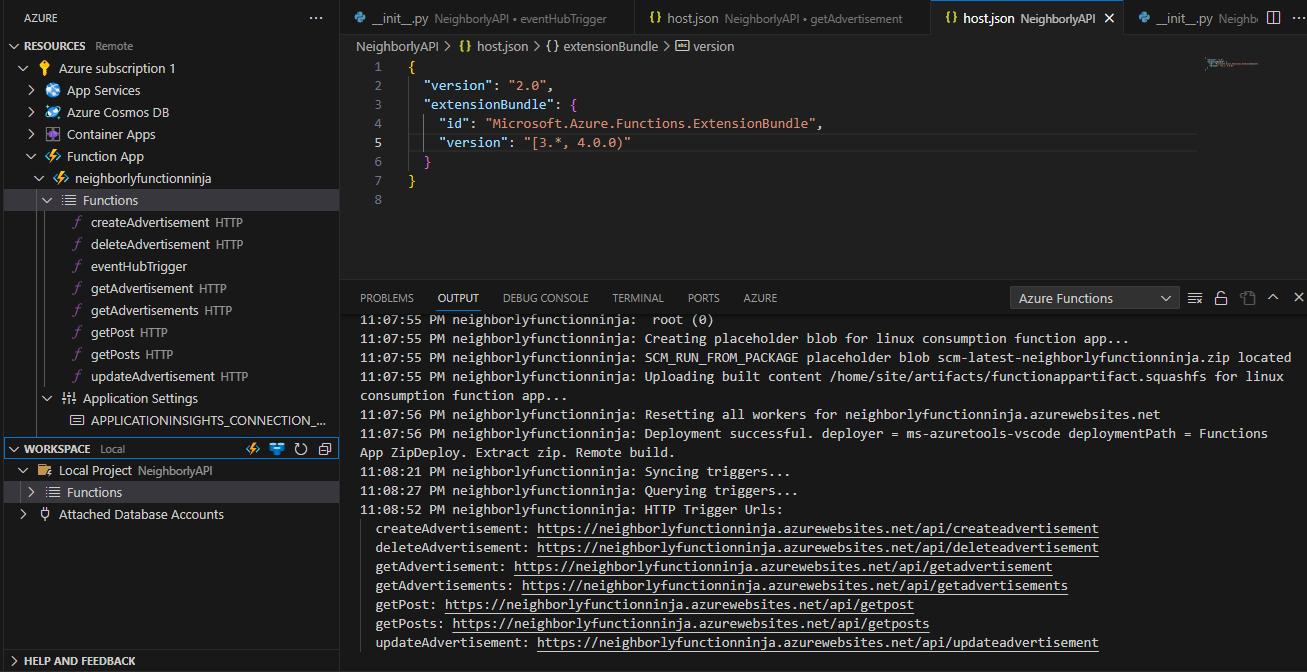 AZURE
RESOURCES Remote
Azure subscription 1
App Services
Azure Cosmos DB
Container Apps
Function App
neighborlyfunctionninja
Functions
createAdvertisement HTTP
deleteAdvertisement HTTP
eventHubTrigger
getAdvertisement HTTP
getAdvertisements HTTP
getPost HTTP
getPosts HTTP
updateAdvertisement HTTP
Application Settings
APPLICATIONINSIGHTS_CONNECTION_...
WORKSPACE Local
Local Project NeighborlyAPI
Functions
Attached Database Accounts
HELP AND FEEDBACK
__init__.py NeighborlyAPI • eventHubTrigger
{} host.json NeighborlyAPI • getAdvertisement
{} host.json NeighborlyAPI
__init__.py Neighb
NeighborlyAPI > {} host.json > {} extensionBundle > abc version
1 {
2 "version": "2.0",
3 "extensionBundle": {
4 "id": "Microsoft.Azure.Functions.ExtensionBundle",
5 "version": "[3.*, 4.0.0)"
6 }
7 }
8
PROBLEMS OUTPUT DEBUG CONSOLE TERMINAL PORTS AZURE
Azure Functions
11:07:55 PM neighborlyfunctionninja:  root (0)
11:07:55 PM neighborlyfunctionninja: Creating placeholder blob for linux consumption function app...
11:07:55 PM neighborlyfunctionninja: SCM_RUN_FROM_PACKAGE placeholder blob scm-latest-neighborlyfunctionninja.zip located
11:07:55 PM neighborlyfunctionninja: Uploading built content /home/site/artifacts/functionappartifact.squashfs for linux
consumption function app...
11:07:56 PM neighborlyfunctionninja: Resetting all workers for neighborlyfunctionninja.azurewebsites.net
11:07:56 PM neighborlyfunctionninja: Deployment successful. deployer = ms-azuretools-vscode deploymentPath = Functions
App ZipDeploy. Extract zip. Remote build.
11:08:21 PM neighborlyfunctionninja: Syncing triggers...
11:08:27 PM neighborlyfunctionninja: Querying triggers...
11:08:52 PM neighborlyfunctionninja: HTTP Trigger Urls:
createAdvertisement: https://neighborlyfunctionninja.azurewebsites.net/api/createadvertisement
deleteAdvertisement: https://neighborlyfunctionninja.azurewebsites.net/api/deleteadvertisement
getAdvertisement: https://neighborlyfunctionninja.azurewebsites.net/api/getadvertisement
getAdvertisements: https://neighborlyfunctionninja.azurewebsites.net/api/getadvertisements
getPost: https://neighborlyfunctionninja.azurewebsites.net/api/getpost
getPosts: https://neighborlyfunctionninja.azurewebsites.net/api/getposts
updateAdvertisement: https://neighborlyfunctionninja.azurewebsites.net/api/updateadvertisement